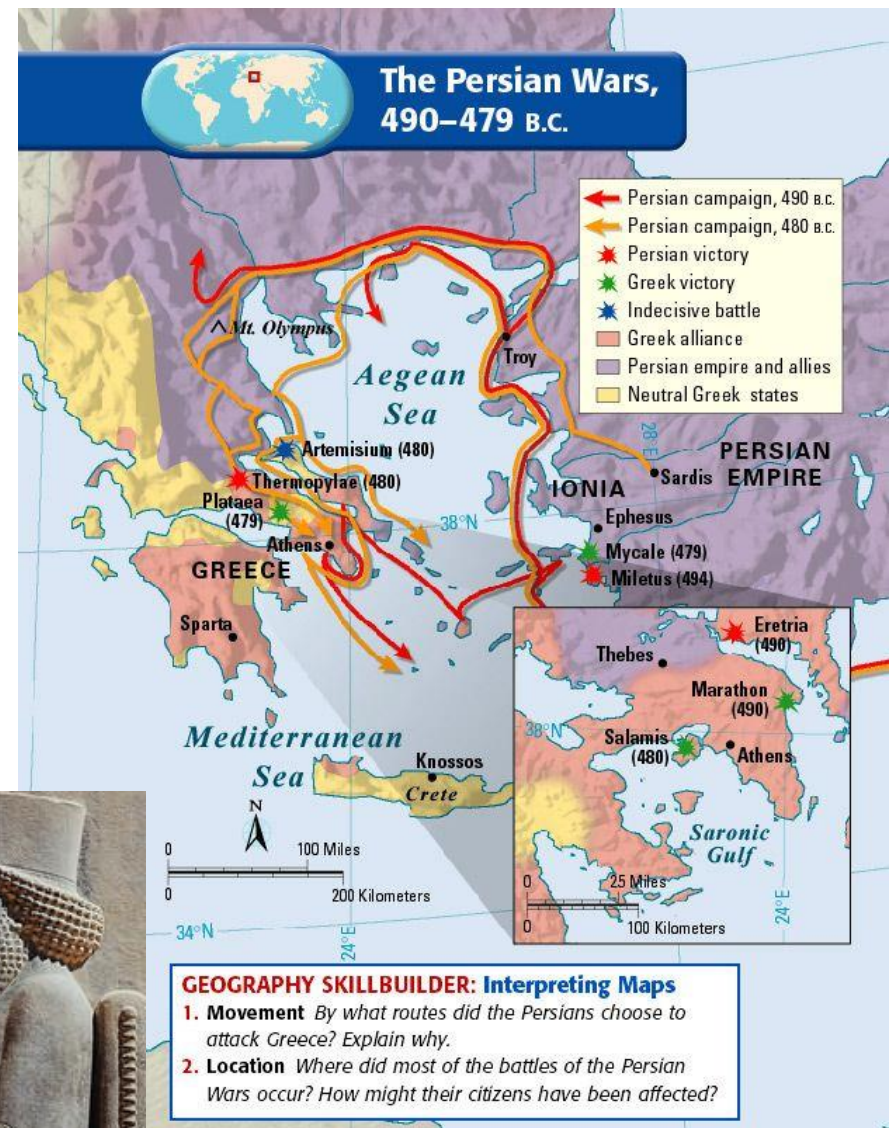 The Persian Wars,
490–479 B.C.
Persian campaign, 490 B.C.
Persian campaign, 480 B.C.
Persian victory
Greek victory
Indecisive battle
Greek alliance
Persian empire and allies
Neutral Greek states
Mt. Olympus
Aegean
Sea
Troy
28°E
PERSIAN
EMPIRE
Sardis
IONIA
Ephesus
Mycale (479)
Miletus (494)
Artemisium (480)
Thermopylae (480)
Plataea
(479)
38°N
Athens
GREECE
Sparta
Mediterranean
Sea
Knossos
Crete
N
0
100 Miles
0
200 Kilometers
34°N
24°E
Eretria
(490)
Thebes
Marathon
(490)
38°N
Salamis
(480)
Athens
Saronic
Gulf
0
25 Miles
0
100 Kilometers
24°E
GEOGRAPHY SKILLBUILDER: Interpreting Maps
1. Movement By what routes did the Persians choose to
attack Greece? Explain why.
2. Location Where did most of the battles of the Persian
Wars occur? How might their citizens have been affected?